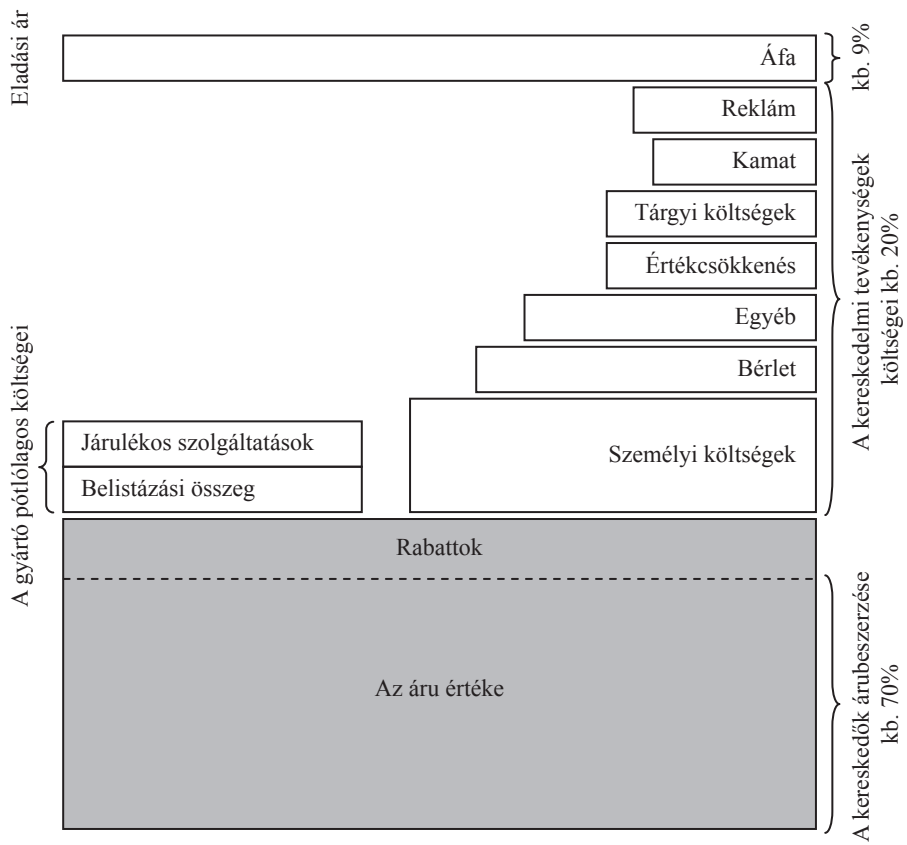 Eladási ár
Áfa
kb. 9%
Reklám
Kamat
Tárgyi költségek
Értékcsökkenés
Egyéb
Bérlet
Személyi költségek
A kereskedelmi tevékenységek
költségei kb. 20%
A gyártó pótlólagos költségei
Járulékos szolgáltatások
Belistázási összeg
Rabattok
Az áru értéke
A kereskedők árubeszerzése
kb. 70%